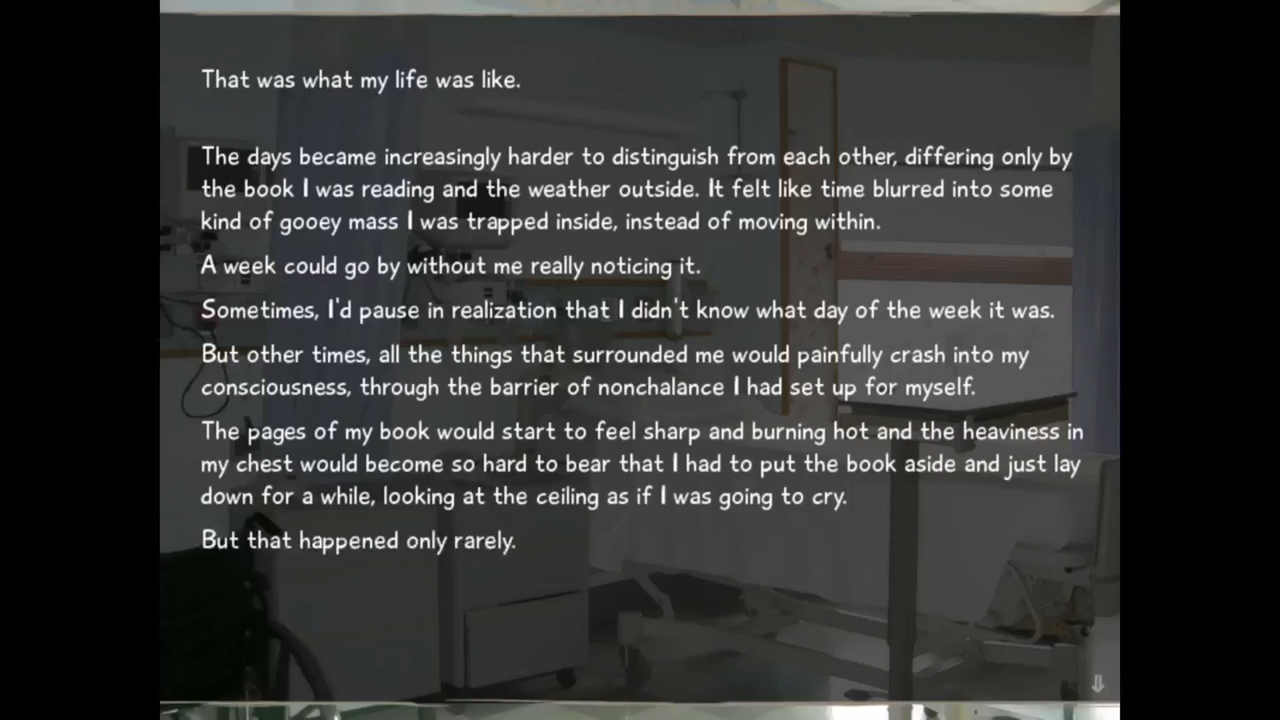 That was what my life was like.
The days became increasingly harder to distinguish from each other, differing only by
the book I was reading and the weather outside. It felt like time blurred into some
kind of gooey mass I was trapped inside, instead of moving within.
A week could go by without me really noticing it.
Sometimes, I'd pause in realization that I didn't know what day of the week it was.
But other times, all the things that surrounded me would painfully crash into my
consciousness, through the barrier of nonchalance I had set up for myself.
The pages of my book would start to feel sharp and burning hot and the heaviness in
my chest would become so hard to bear that I had to put the book aside and just lay
down for a while, looking at the ceiling as if I was going to cry.
But that happened only rarely.